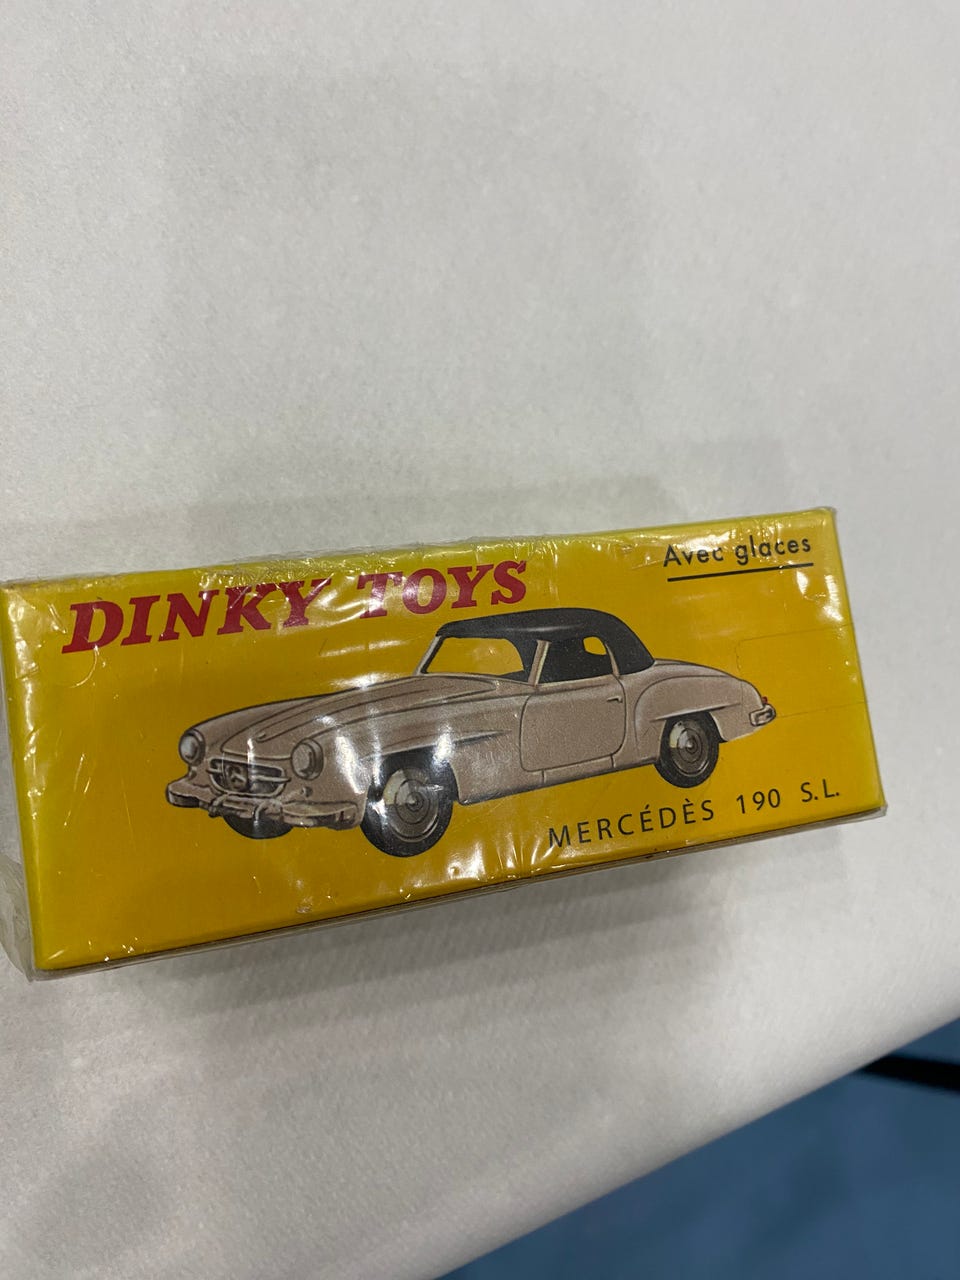 DINKY TOYS
Avec glaces
MERCÉDÈS 190 S.L.